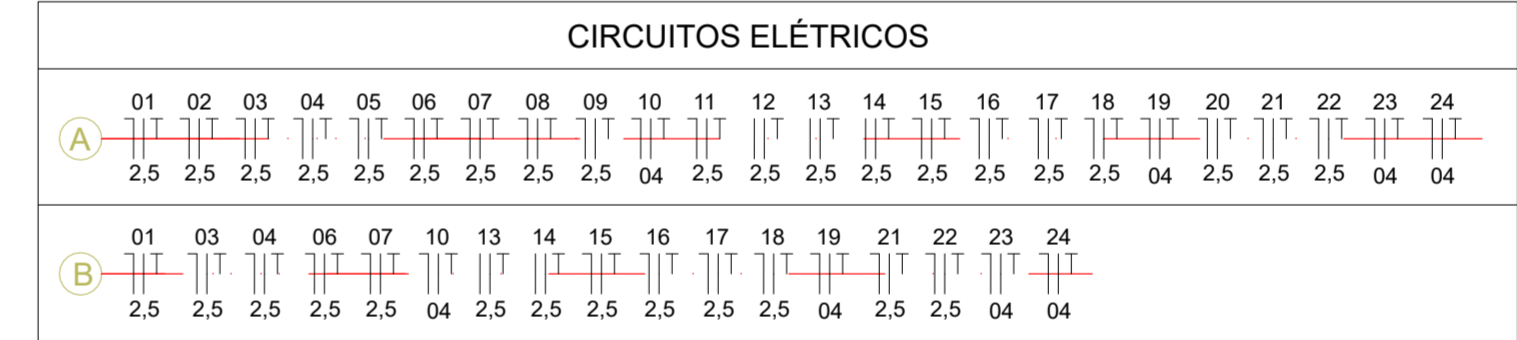 CIRCUITOS ELÉTRICOS
01 02 03 04 05 06 07 08 09 10 11 12 13 14 15 16 17 18 19 20 21 22 23 24
A
2,5 2,5 2,5 2,5 2,5 2,5 2,5 2,5 2,5 04 2,5 2,5 2,5 2,5 2,5 2,5 2,5 2,5 04 2,5 2,5 2,5 04 04
01 03 04 06 07 10 13 14 15 16 17 18 19 21 22 23 24
B
2,5 2,5 2,5 2,5 2,5 04 2,5 2,5 2,5 2,5 2,5 2,5 04 2,5 2,5 04 04